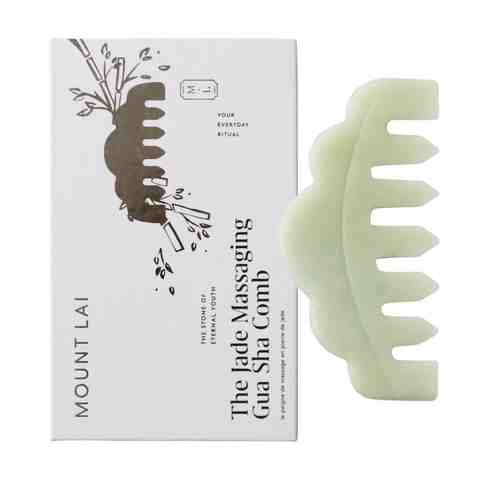 M
L
YOUR
EVERYDAY
RITUAL
MOUNT LAI
THE STONE OF
ETERNAL YOUTH
The Jade Massaging
Gua Sha Comb
le peigne de massage en pierre de jade